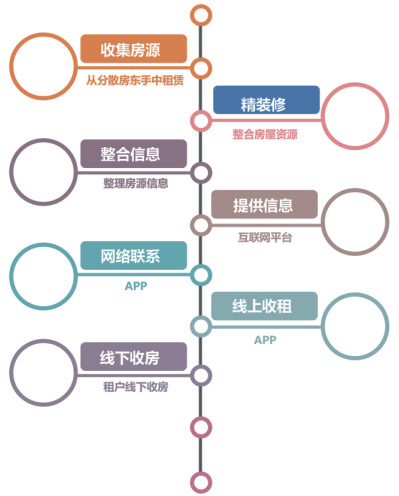 收集房源
从分散房东手中租赁
精装修
整合房屋资源
整合信息
整理房源信息
提供信息
互联网平台
网络联系
APP
线上收租
APP
线下收房
租户线下收房